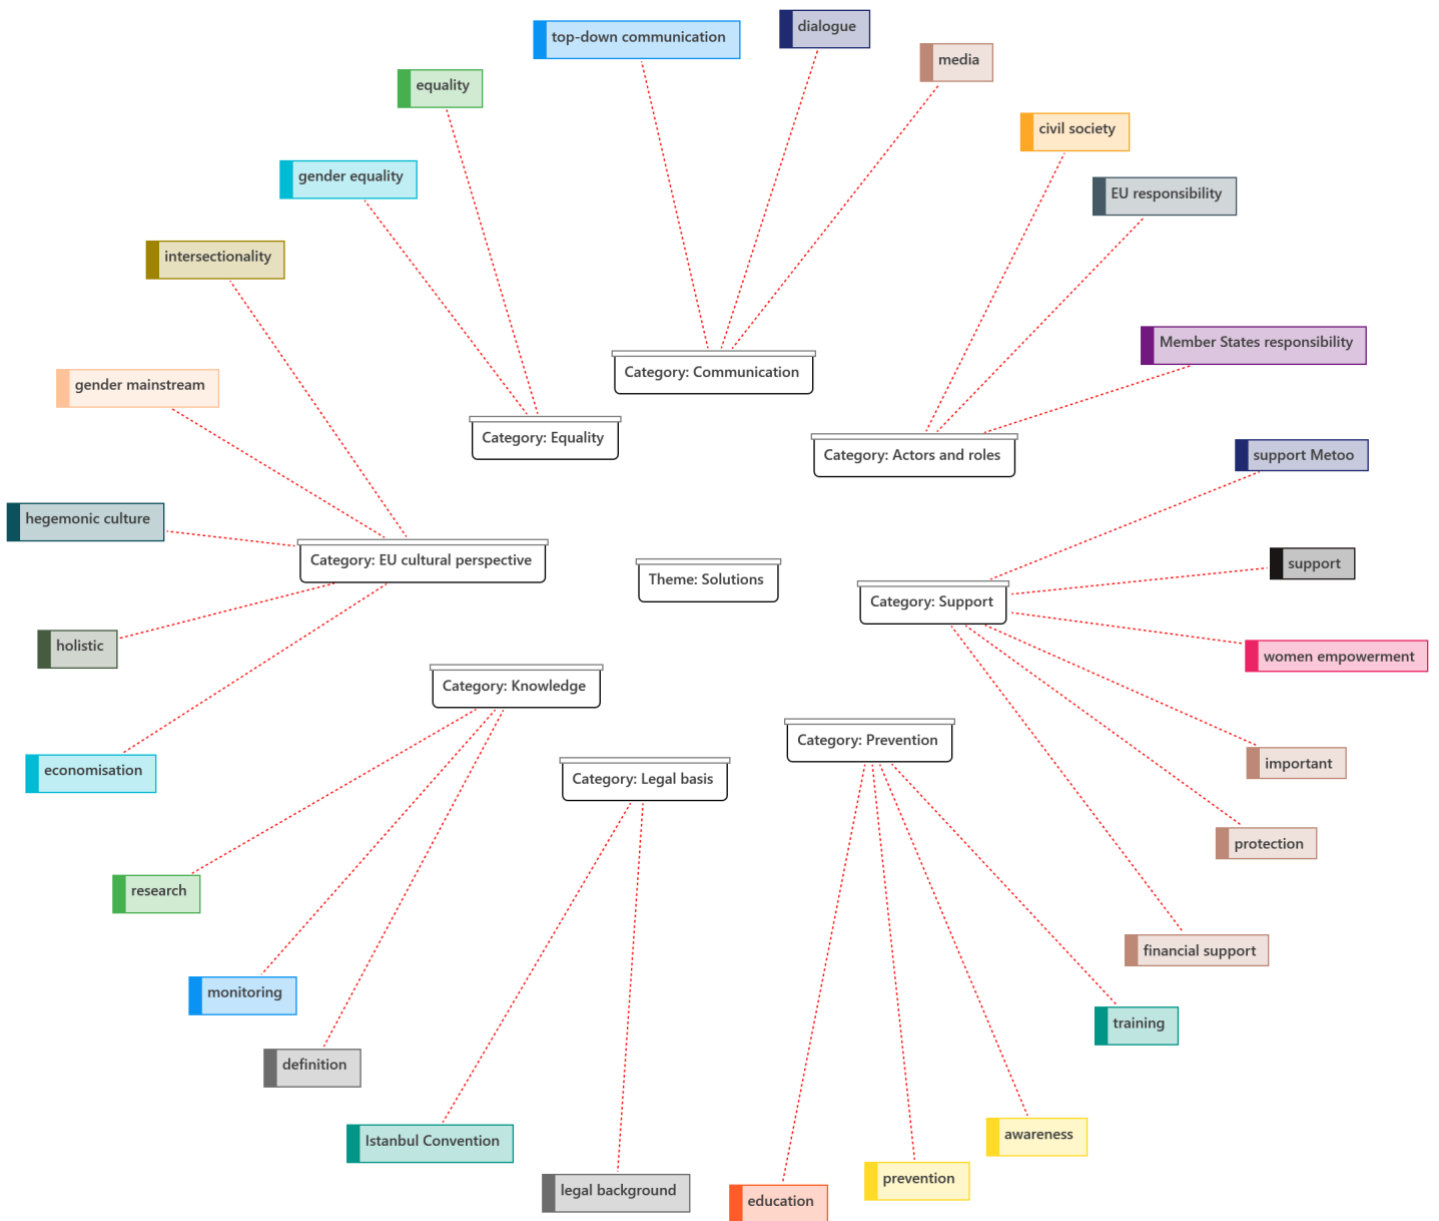 dialogue
top-down communication
media
equality
civil society
gender equality
EU responsibility
intersectionality
Member States responsibility
Category: Communication
gender mainstream
Category: Equality
Category: Actors and roles
support Metoo
hegemonic culture
Category: EU cultural perspective
support
Theme: Solutions
Category: Support
holistic
women empowerment
Category: Knowledge
Category: Prevention
important
economisation
Category: Legal basis
protection
research
financial support
monitoring
training
definition
awareness
Istanbul Convention
prevention
legal background
education